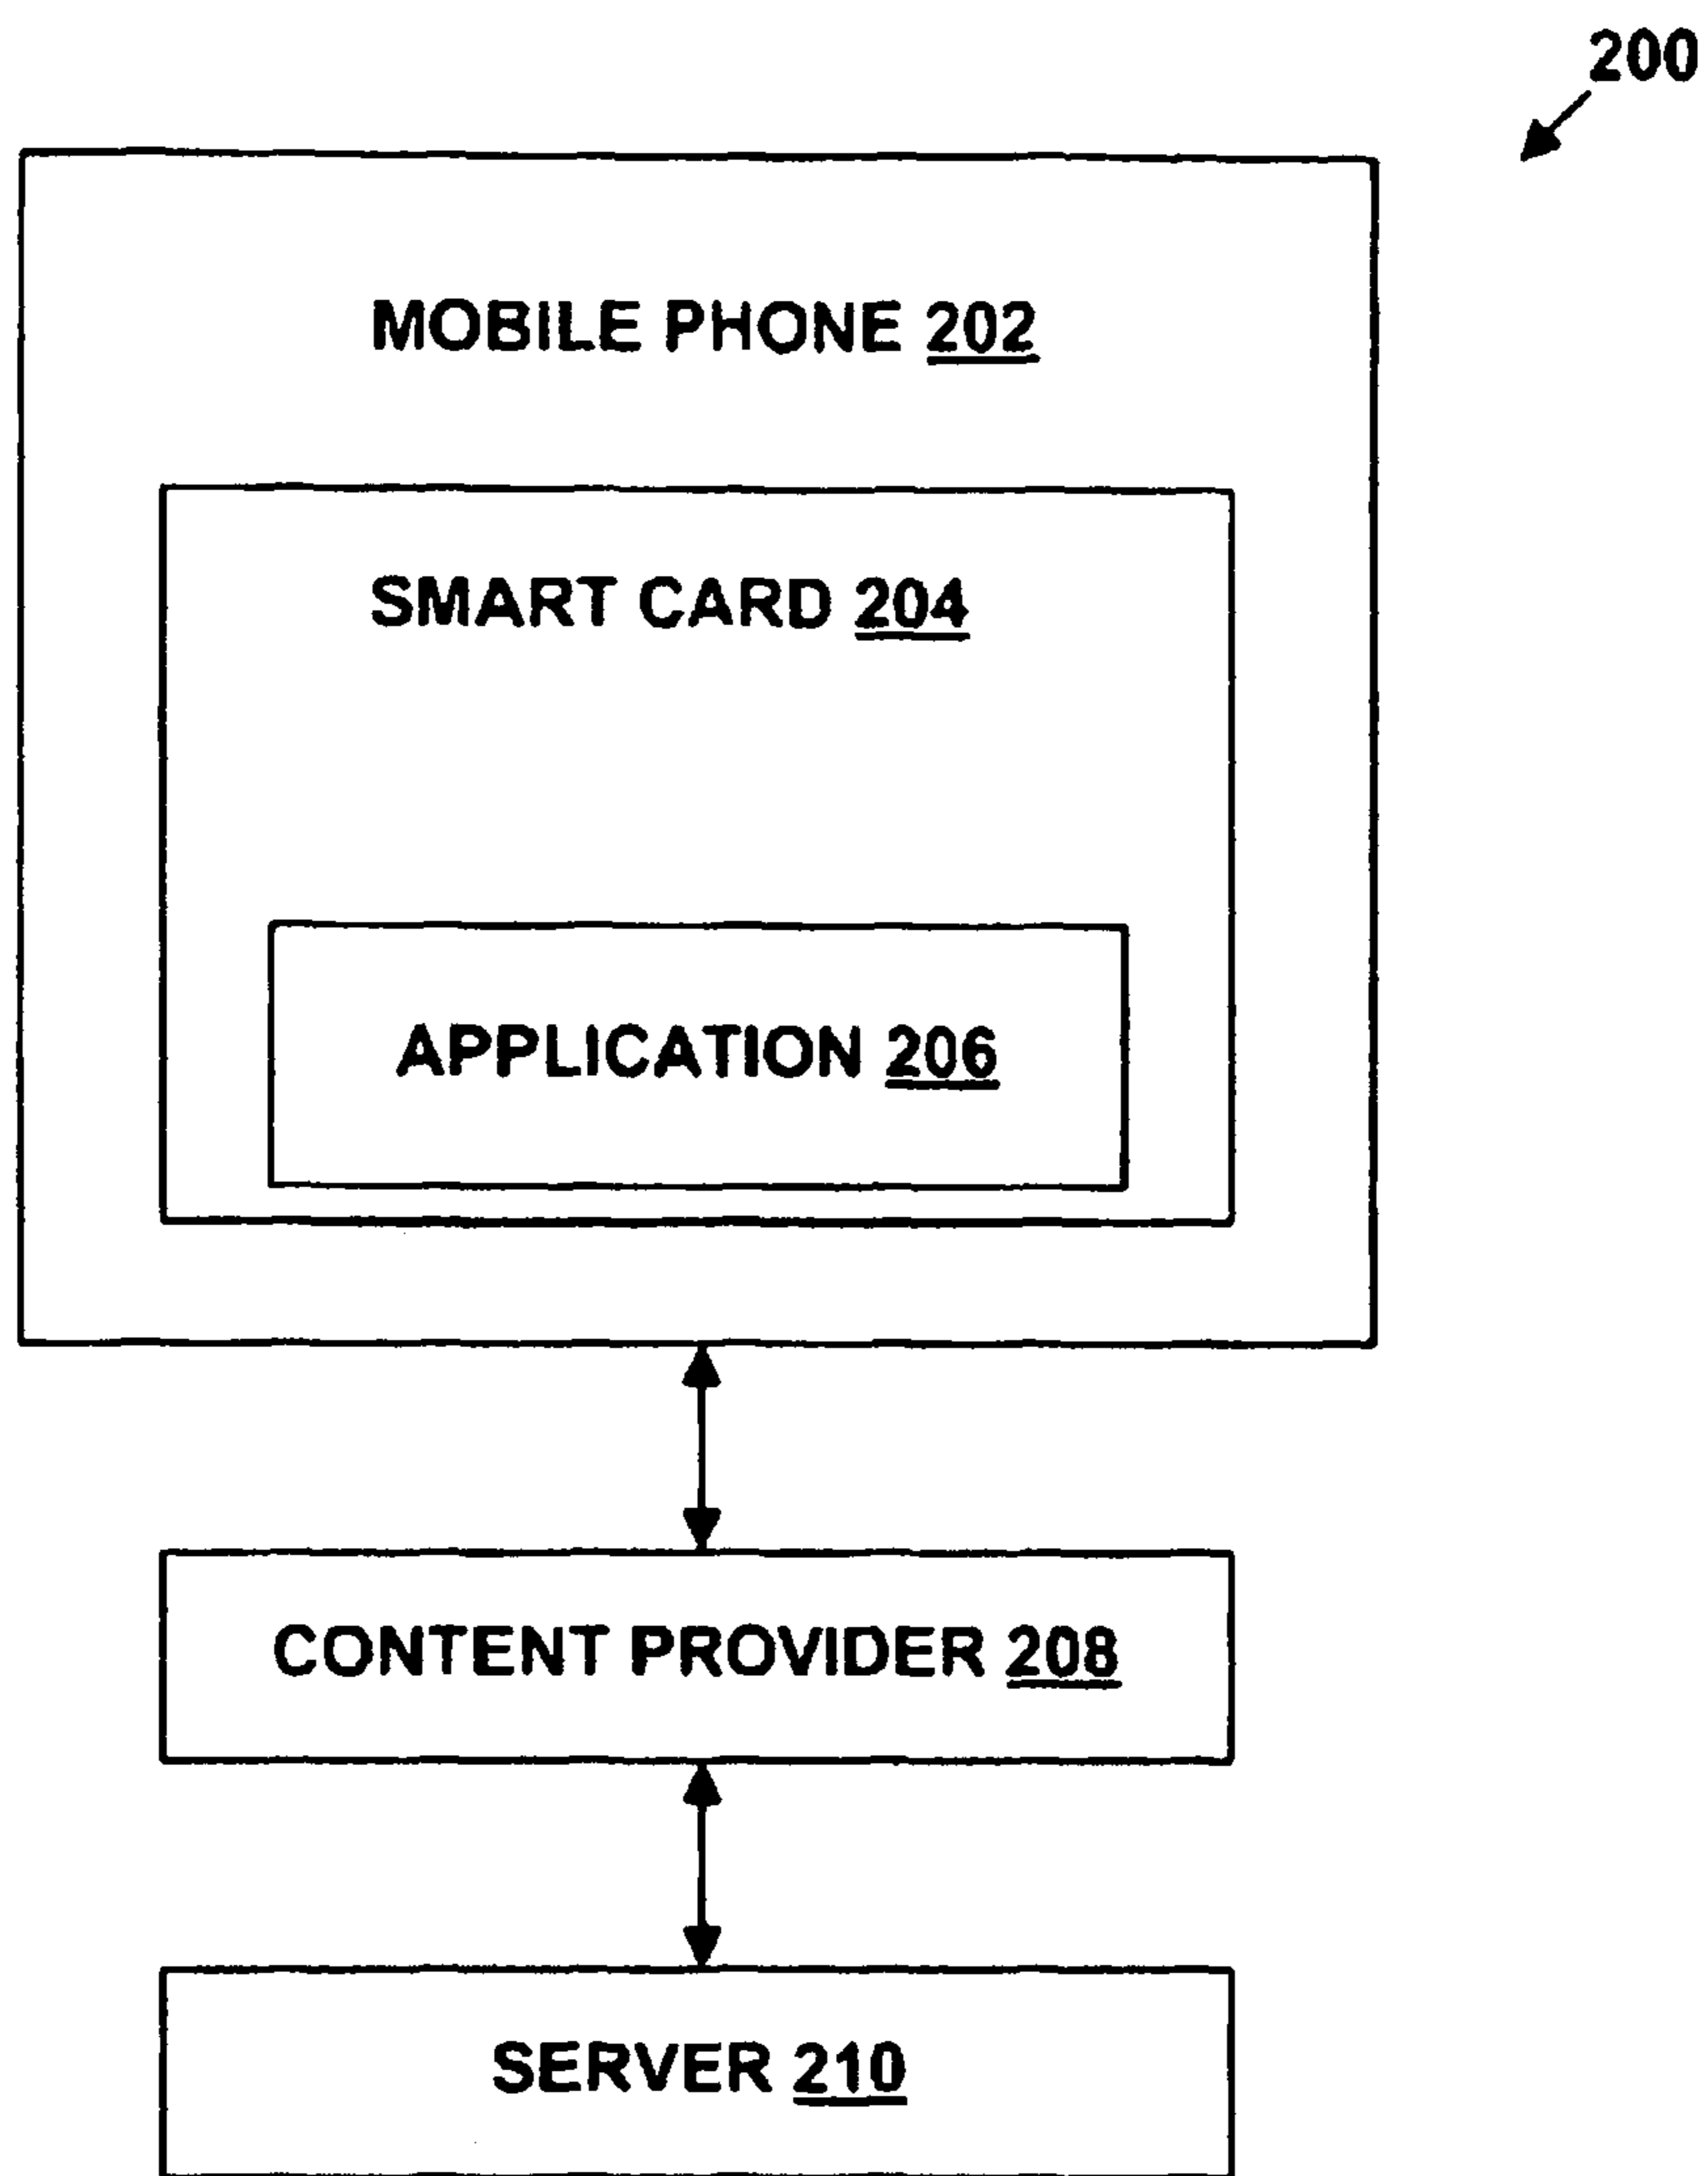 200
MOBILE PHONE 202
SMART CARD 204
APPLICATION 206
CONTENT PROVIDER 208
SERVER 210